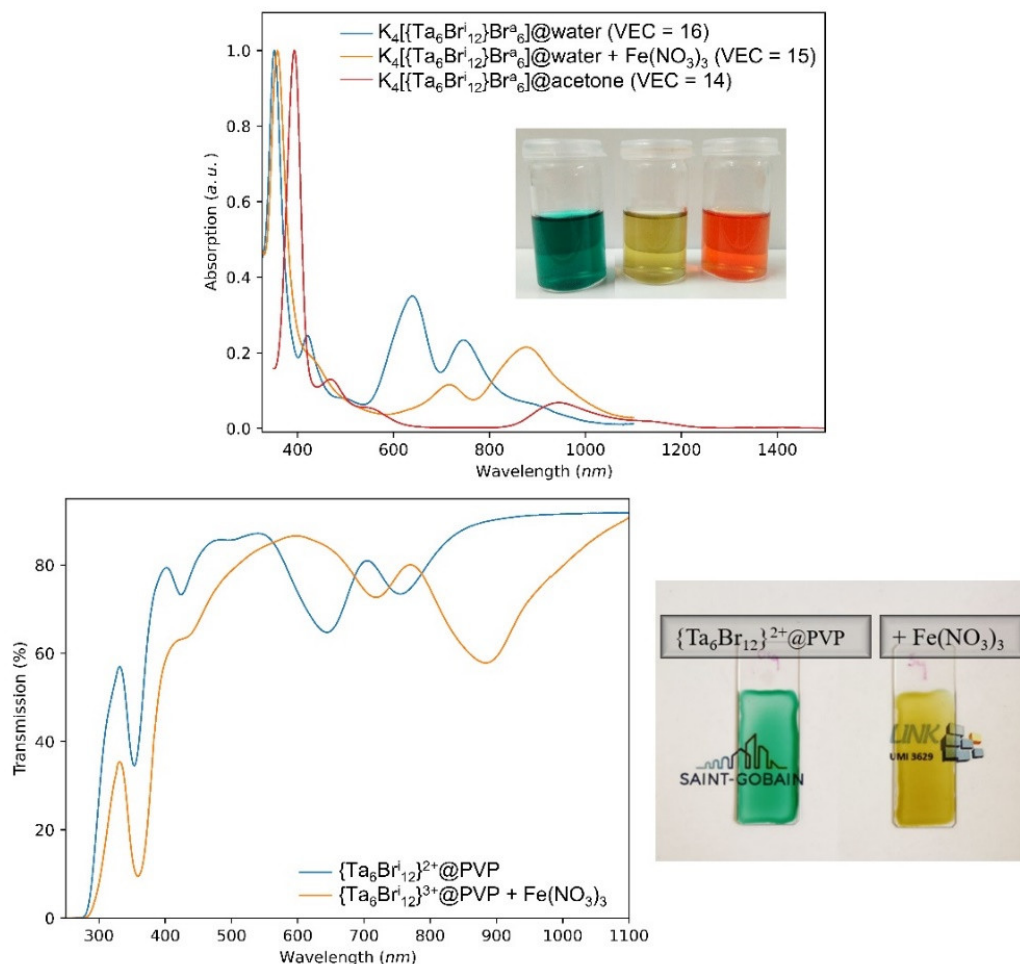 K₄[{Ta₆Brⁱ₁₂}Brᵃ₆]@water (VEC = 16)
K₄[{Ta₆Brⁱ₁₂}Brᵃ₆]@water + Fe(NO₃)₃ (VEC = 15)
K₄[{Ta₆Brⁱ₁₂}Brᵃ₆]@acetone (VEC = 14)
1.0
0.8
0.6
0.4
0.2
0.0
Absorption (a. u.)
400 600 800 1000 1200 1400
Wavelength (nm)
80
60
40
20
0
Transmission (%)
{Ta₆Brⁱ₁₂}²⁺@PVP
{Ta₆Brⁱ₁₂}³⁺@PVP + Fe(NO₃)₃
300 400 500 600 700 800 900 1000 1100
Wavelength (nm)
{Ta₆Br₁₂}²⁺@PVP
+ Fe(NO₃)₃
SAINT-GOBAIN
LINK
UMI 3629